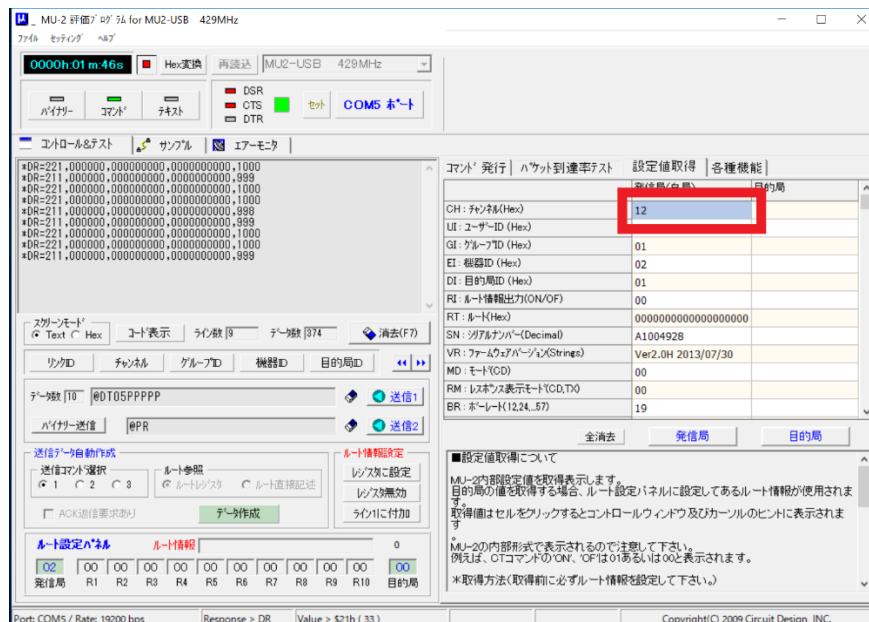 _ MU-2 評価ﾌﾟﾛｸﾞﾗﾑ for MU2-USB 429MHz
ﾌｧｲﾙ ｾｯﾃｨﾝｸﾞ ﾍﾙﾌﾟ
0000h:01 m:46s Hex変換 再読込 MU2-USB 429MHz
DSR
CTS
DTR
ﾊﾞｲﾅﾘｰ ｺﾏﾝﾄﾞ ﾃｷｽﾄ
ｾｯﾄ COM5 ﾎﾟｰﾄ
ｺﾝﾄﾛｰﾙ&ﾃｽﾄ ｻﾝﾌﾟﾙ ｴｱｰﾓﾆﾀ
*DR=221,000000,000000000,0000000000,1000
*DR=211,000000,000000000,0000000000,999
*DR=221,000000,000000000,0000000000,1000
*DR=221,000000,000000000,0000000000,1000
*DR=211,000000,000000000,0000000000,998
*DR=211,000000,000000000,0000000000,999
*DR=221,000000,000000000,0000000000,1000
*DR=221,000000,000000000,0000000000,1000
*DR=211,000000,000000000,0000000000,999
ｽｸﾘｰﾝﾓｰﾄﾞ
Text Hex ｺｰﾄﾞ表示 ﾗｲﾝ数 9 ﾃﾞｰﾀ数 374 消去(F7)
ﾘﾝｸID ﾁｬﾝﾈﾙ ｸﾞﾙｰﾌﾟID 機器ID 目的局ID
ﾃﾞｰﾀ数 10 @DT05PPPPP 送信1
ﾊﾞｲﾅﾘｰ送信 @PR 送信2
送信ﾃﾞｰﾀ自動作成
送信ｺﾏﾝﾄﾞ選択
1 2 3
ﾙｰﾄ参照
ﾙｰﾄﾚｼﾞｽﾀ ﾙｰﾄ直接記述
ACK返信要求あり ﾃﾞｰﾀ作成
ﾙｰﾄ情報設定
ﾚｼﾞｽﾀに設定
ﾚｼﾞｽﾀ無効
ﾗｲﾝ1に付加
ﾙｰﾄ設定ﾊﾟﾈﾙ ﾙｰﾄ情報 0
02 00 00 00 00 00 00 00 00 00 00 00
発信局 R1 R2 R3 R4 R5 R6 R7 R8 R9 R10 目的局
ｺﾏﾝﾄﾞ発行 ﾊﾟｹｯﾄ到達率ﾃｽﾄ 設定値取得 各種機能
発信局(自局) 目的局
CH : ﾁｬﾝﾈﾙ(Hex) 12
UI : ﾕｰｻﾞｰID (Hex)
GI : ｸﾞﾙｰﾌﾟID (Hex) 01
EI : 機器ID (Hex) 02
DI : 目的局ID (Hex) 01
RI : ﾙｰﾄ情報出力(ON/OF) 00
RT : ﾙｰﾄ(Hex) 0000000000000000000
SN : ｼﾘｱﾙﾅﾝﾊﾞｰ(Decimal) A1004928
VR : ﾌｧｰﾑｳｪｱﾊﾞｰｼﾞｮﾝ(Strings) Ver2.0H 2013/07/30
MD : ﾓｰﾄﾞ(CD) 00
RM : ﾚｽﾎﾟﾝｽ表示ﾓｰﾄﾞ(CD,TX) 00
BR : ﾎﾞｰﾚｰﾄ(12,24...57) 19
全消去 発信局 目的局
■設定値取得について
MU-2内部設定値を取得表示します。
目的局の値を取得する場合、ルート設定パネルに設定してあるルート情報が使用されま
す。
取得値はセルをクリックするとコントロールウィンドウ及びカーソルのヒントに表示されま
す
。
MU-2の内部形式で表示されるので注意して下さい。
例えば、CTコマンドの'ON'、'OF'は01あるいは00と表示されます。
＊取得方法(取得前に必ずルート情報を設定して下さい。)
Port: COM5 / Rate: 19200 bps Response > DR Value > $21h ( 33 ) Copyright(C) 2009 Circuit Design, INC.